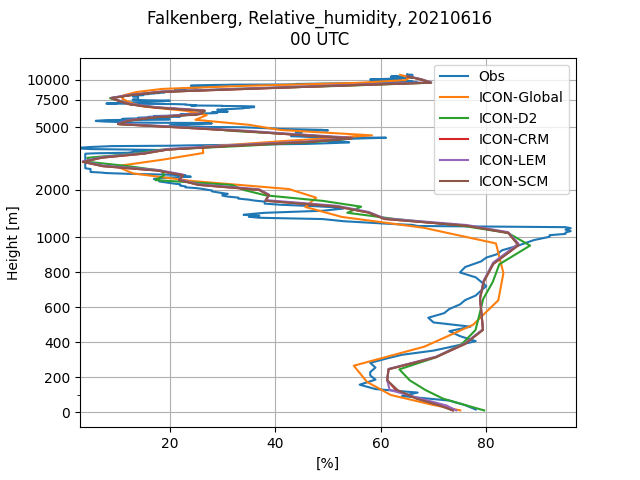 Falkenberg, Relative_humidity, 20210616
00 UTC
Obs
ICON-Global
ICON-D2
ICON-CRM
ICON-LEM
ICON-SCM
Height [m]
10000
7500
5000
2000
1000
800
600
400
200
0
20 40 60 80
[%]